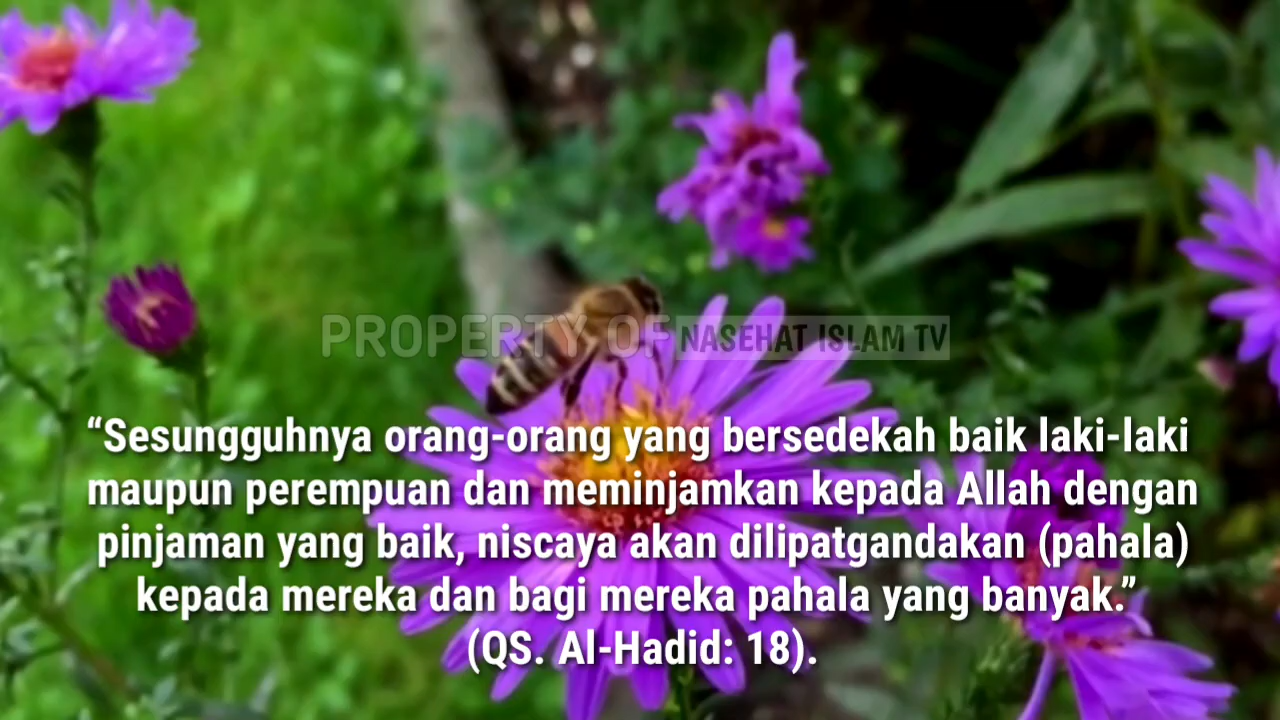 PROPERTY OF NASEHAT ISLAM TV
“Sesungguhnya orang-orang yang bersedekah baik laki-laki
maupun perempuan dan meminjamkan kepada Allah dengan
pinjaman yang baik, niscaya akan dilipatgandakan (pahala)
kepada mereka dan bagi mereka pahala yang banyak.”
(QS. Al-Hadid: 18).